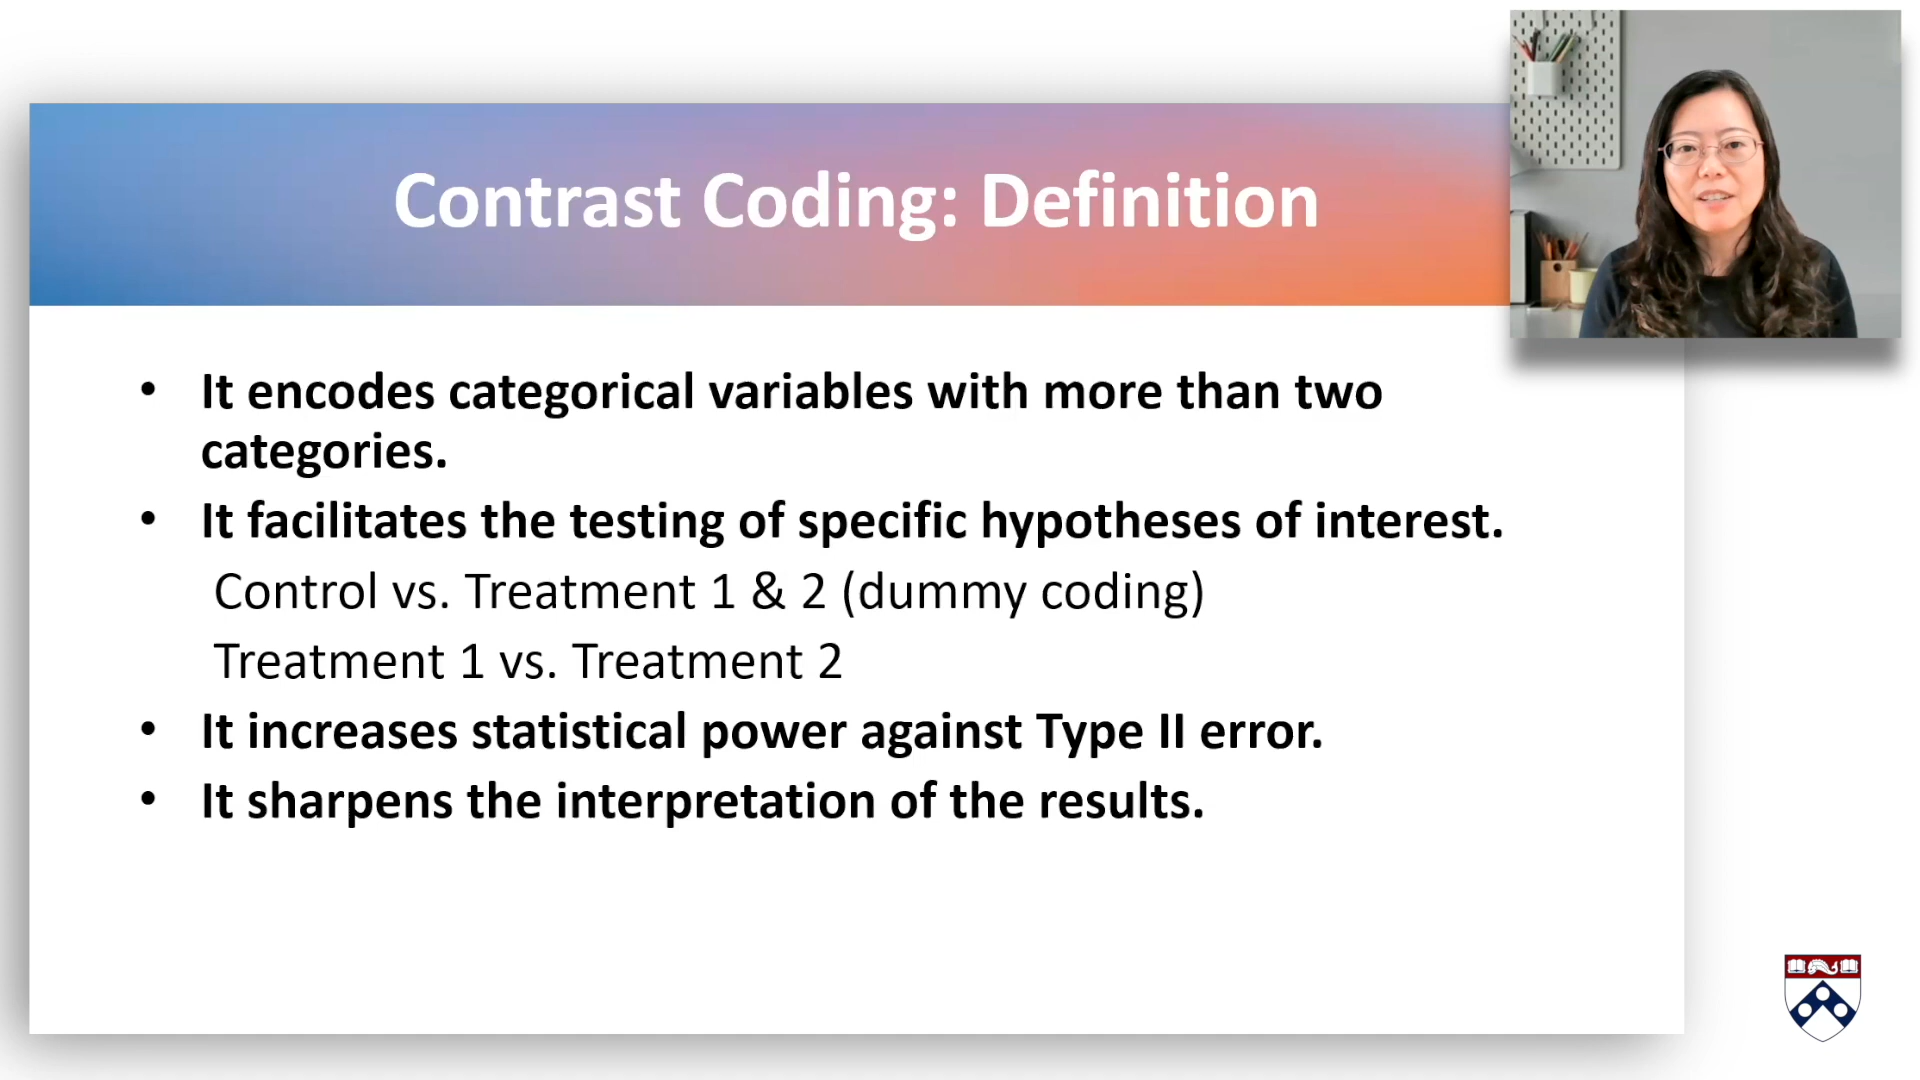 Contrast Coding: Definition
• It encodes categorical variables with more than two
categories.
• It facilitates the testing of specific hypotheses of interest.
Control vs. Treatment 1 & 2 (dummy coding)
Treatment 1 vs. Treatment 2
• It increases statistical power against Type II error.
• It sharpens the interpretation of the results.